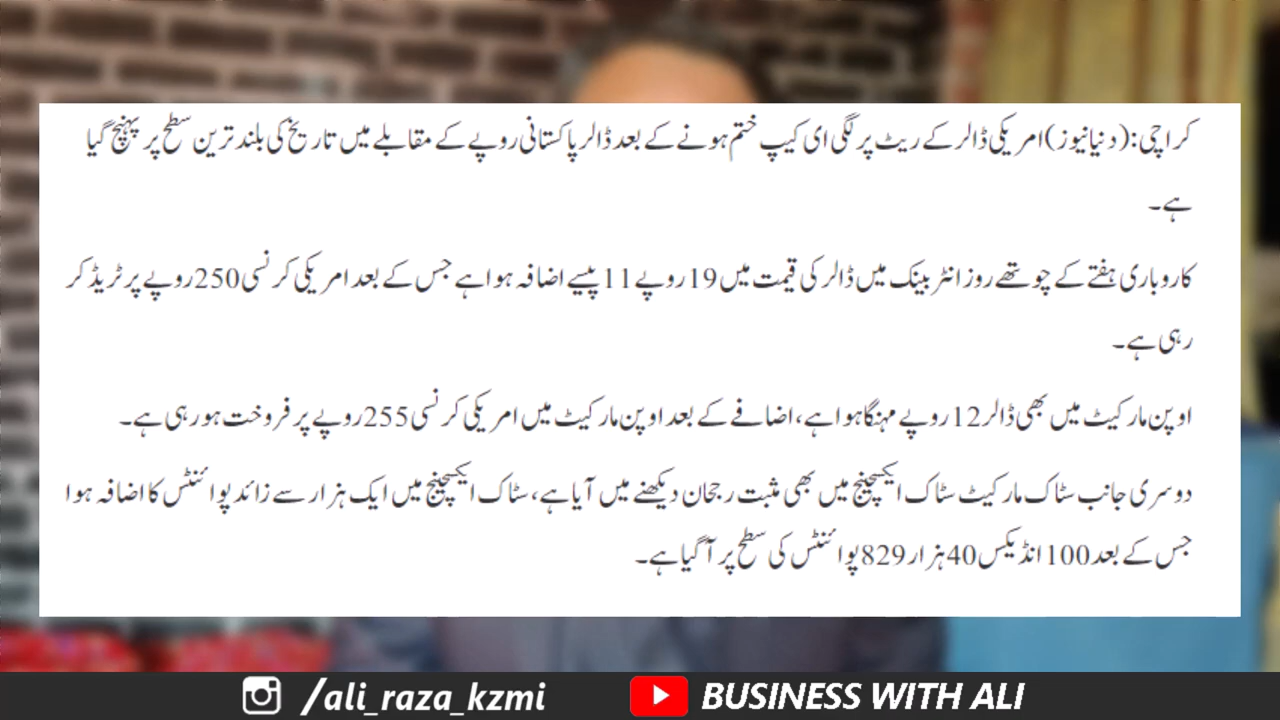 کراچی: (دنیا نیوز) امریکی ڈالر کے ریٹ پر لگی ای کیپ ختم ہونے کے بعد ڈالر پاکستانی روپے کے مقابلے میں تاریخ کی بلند ترین سطح پر پہنچ گیا
ہے۔
کاروباری ہفتے کے چوتھے روز انٹر بینک میں ڈالر کی قیمت میں 19 روپے 11 پیسے اضافہ ہوا ہے جس کے بعد امریکی کرنسی 250 روپے پر ٹریڈ کر
رہی ہے۔
اوپن مارکیٹ میں بھی ڈالر 12 روپے مہنگا ہوا ہے، اضافے کے بعد اوپن مارکیٹ میں امریکی کرنسی 255 روپے پر فروخت ہو رہی ہے۔
دوسری جانب سٹاک مارکیٹ سٹاک ایکسچینج میں بھی مثبت رجحان دیکھنے میں آیا ہے، سٹاک ایکسچینج میں ایک ہزار سے زائد پوائنٹس کا اضافہ ہوا
جس کے بعد 100 انڈیکس 40 ہزار 829 پوائنٹس کی سطح پر آ گیا ہے۔
/ali_raza_kzmi BUSINESS WITH ALI